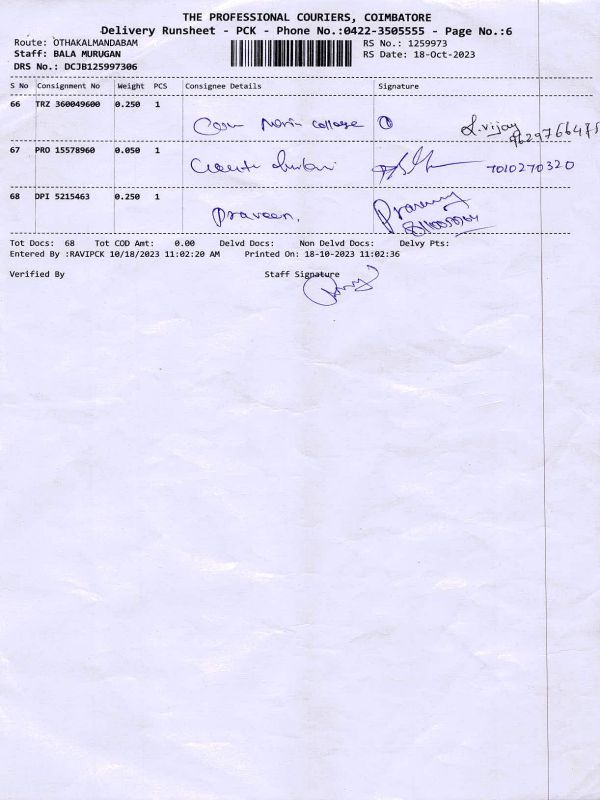 THE PROFESSIONAL COURIERS, COIMBATORE
Delivery Runsheet - PCK - Phone No.:0422-3505555 - Page No.:6
Route: OTHAKALMANDABAM RS No.: 1259973
Staff: BALA MURUGAN RS Date: 18-Oct-2023
DRS No.: DCJB125997306
S No Consignment No Weight PCS Consignee Details Signature
66 TRZ 360049600 0.250 1 college
vijay
9629766475
67 PRO 15578960 0.050 1 7010270320
68 DPI 5215463 0.250 1 Praveen.
Tot Docs: 68 Tot COD Amt: 0.00 Delvd Docs: Non Delvd Docs: Delvy Pts:
Entered By :RAVIPCK 10/18/2023 11:02:20 AM Printed On: 18-10-2023 11:02:36
Verified By Staff Signature